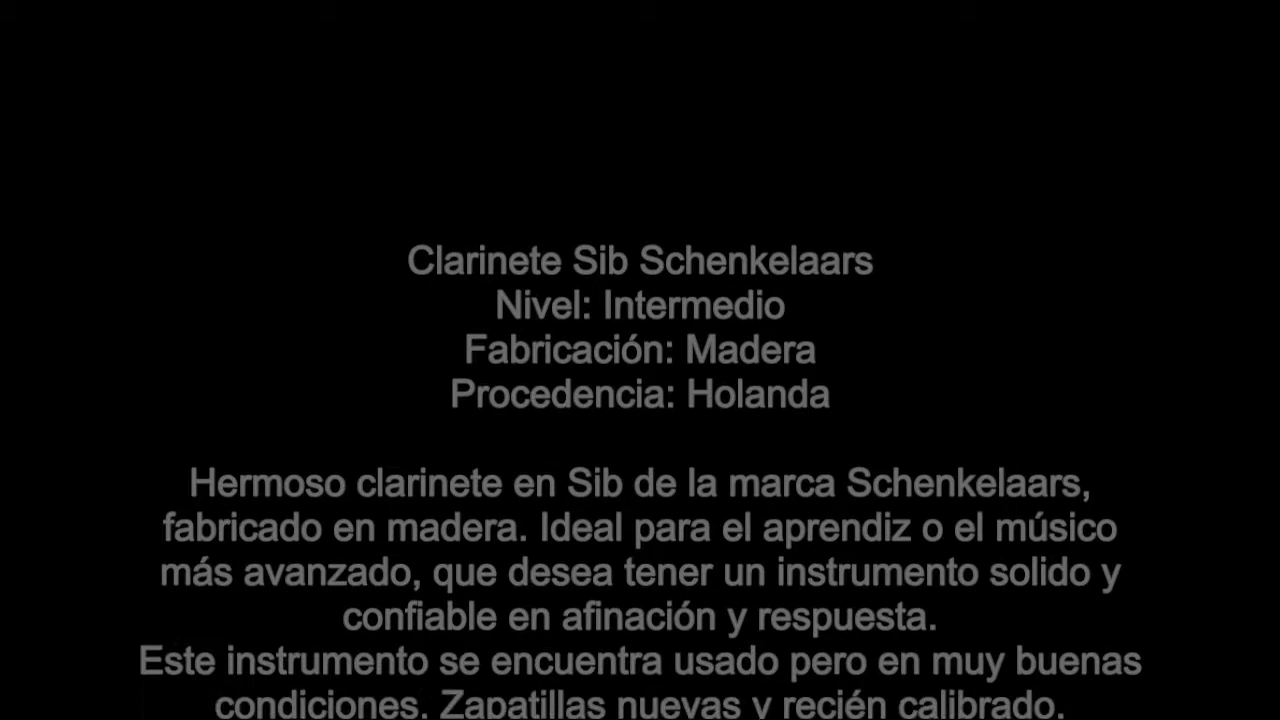 Clarinete Sib Schenkelaars
Nivel: Intermedio
Fabricación: Madera
Procedencia: Holanda
Hermoso clarinete en Sib de la marca Schenkelaars,
fabricado en madera. Ideal para el aprendiz o el músico
más avanzado, que desea tener un instrumento solido y
confiable en afinación y respuesta.
Este instrumento se encuentra usado pero en muy buenas
condiciones. Zapatillas nuevas y recién calibrado.